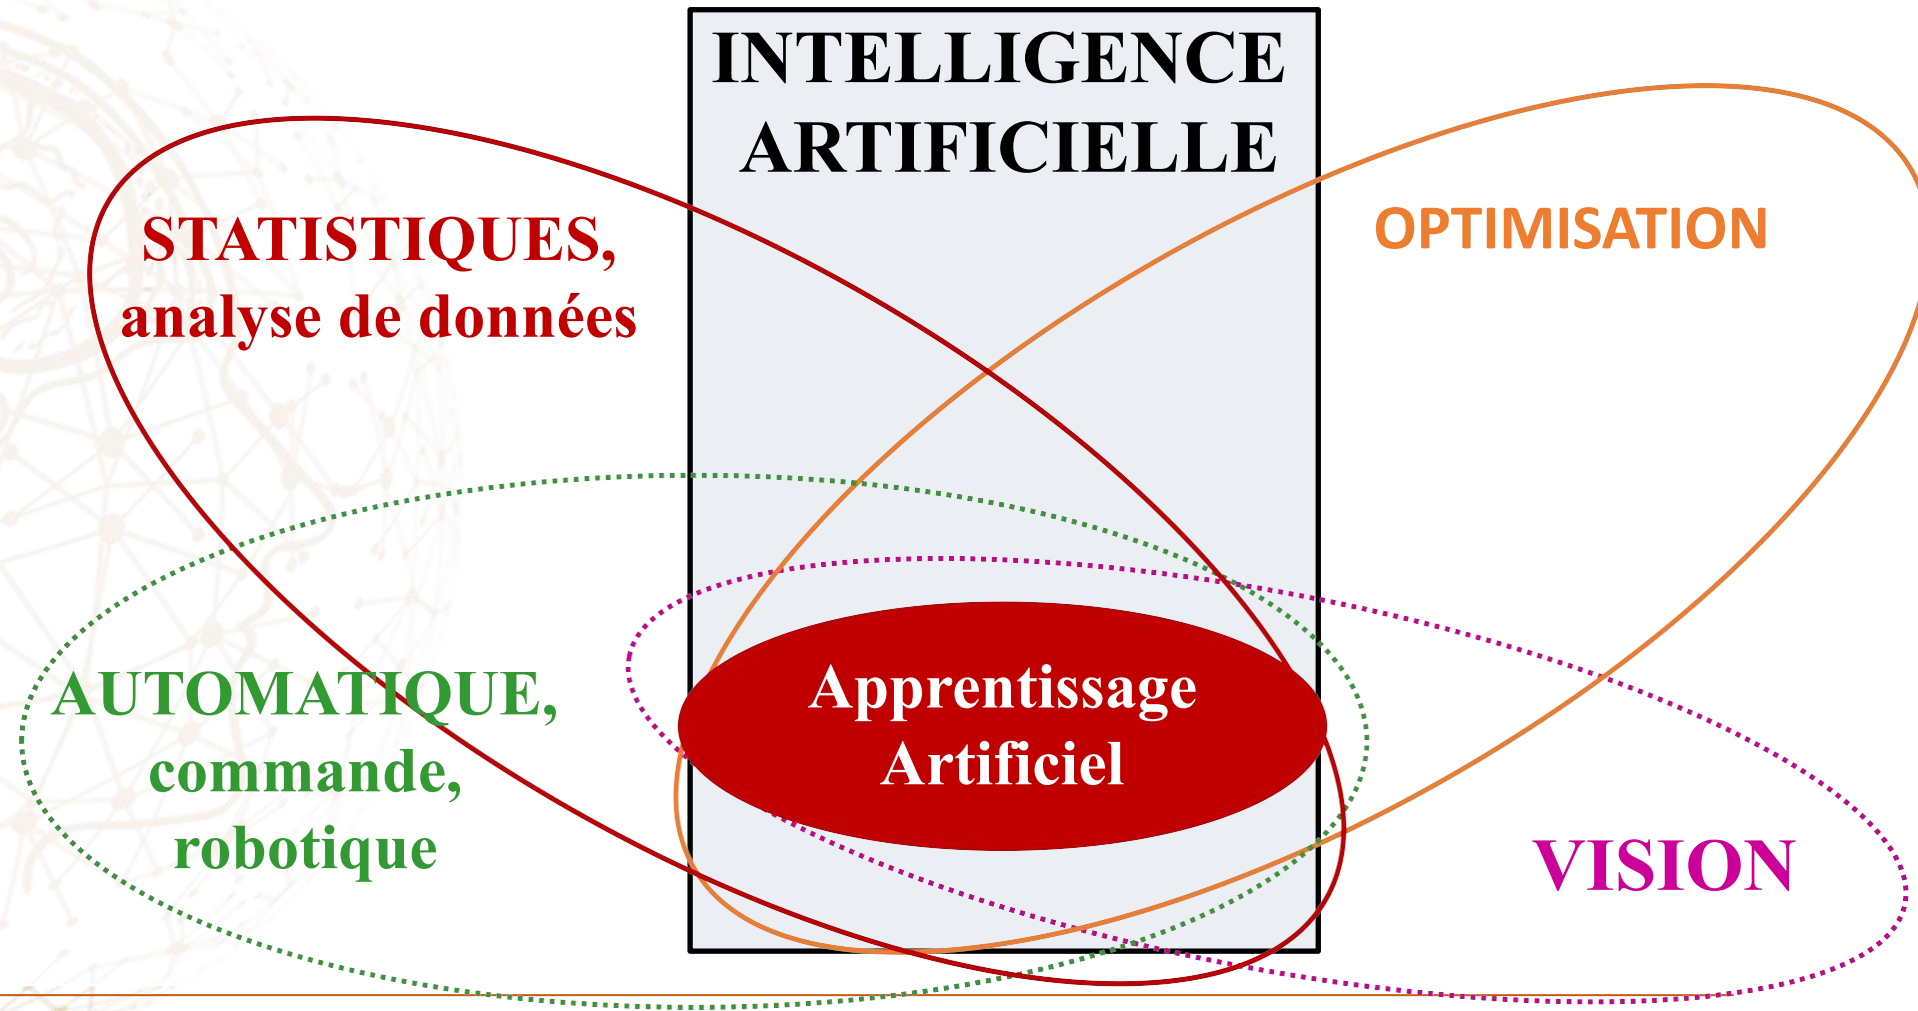 INTELLIGENCE
ARTIFICIELLE
STATISTIQUES,
analyse de données
OPTIMISATION
AUTOMATIQUE,
commande,
robotique
Apprentissage
Artificiel
VISION